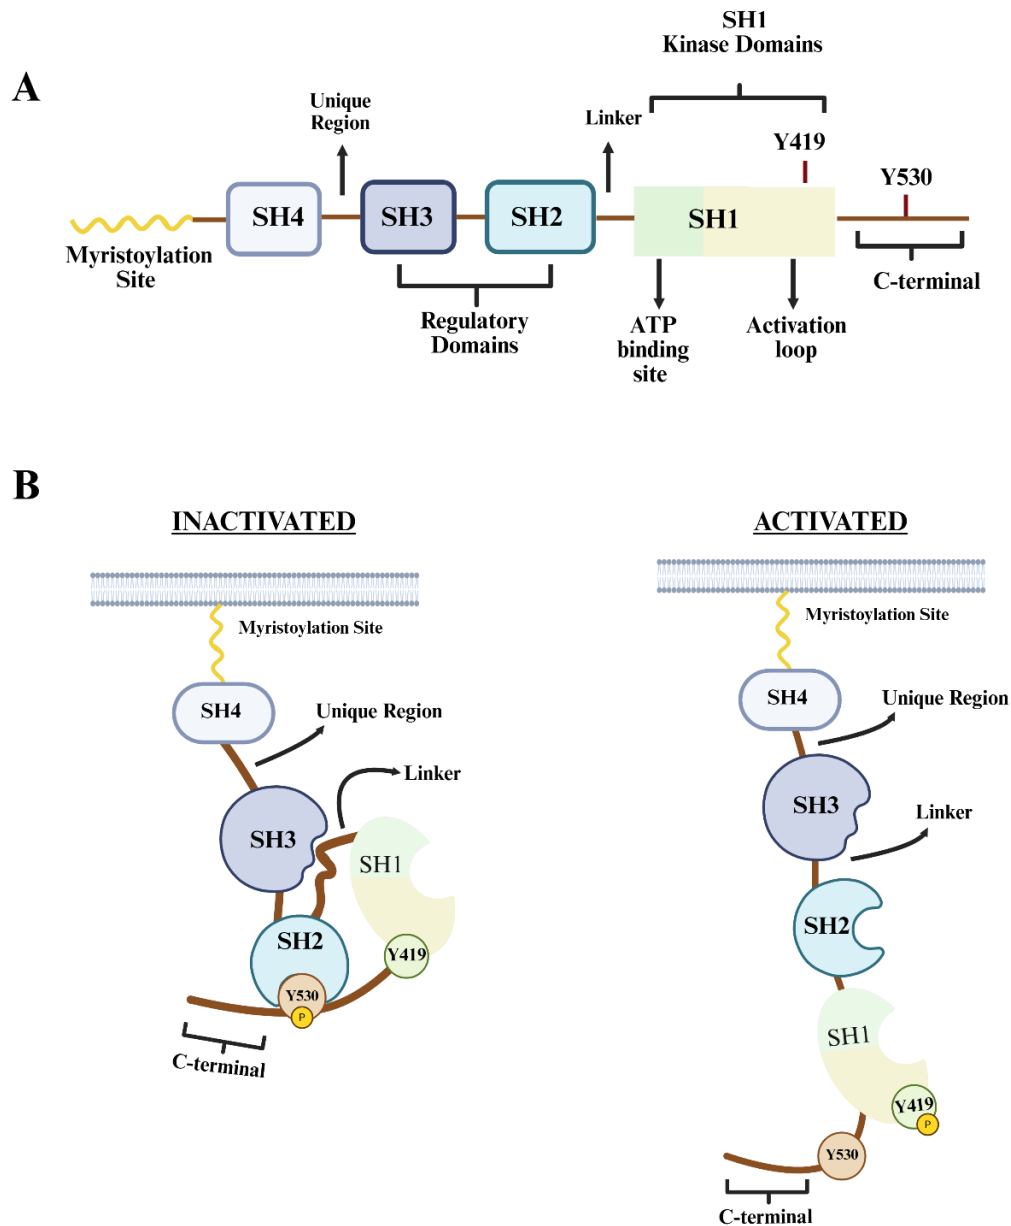 SH1
Kinase Domains
A
Unique
Region
Linker
Y419
Y530
SH4
SH3
SH2
SH1
Myristoylation
Site
C-terminal
Regulatory
Domains
ATP
binding
site
Activation
loop
B
INACTIVATED
Myristoylation Site
SH4
Unique Region
Linker
SH3
SH1
SH2
Y419
Y530
P
C-terminal
ACTIVATED
Myristoylation Site
SH4
Unique Region
SH3
Linker
SH2
SH1
Y419
P
Y530
C-terminal